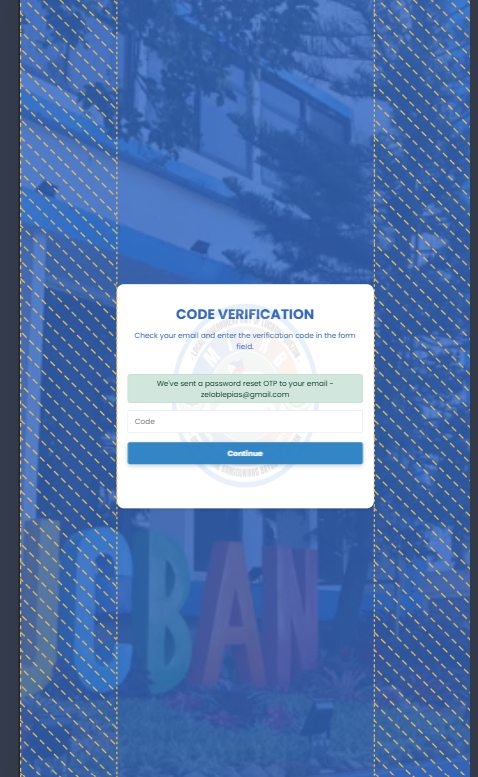 CODE VERIFICATION
Check your email and enter the verification code in the form
field.
We've sent a password reset OTP to your email -
zeloblepias@gmail.com
Code
Continue
UCBAN